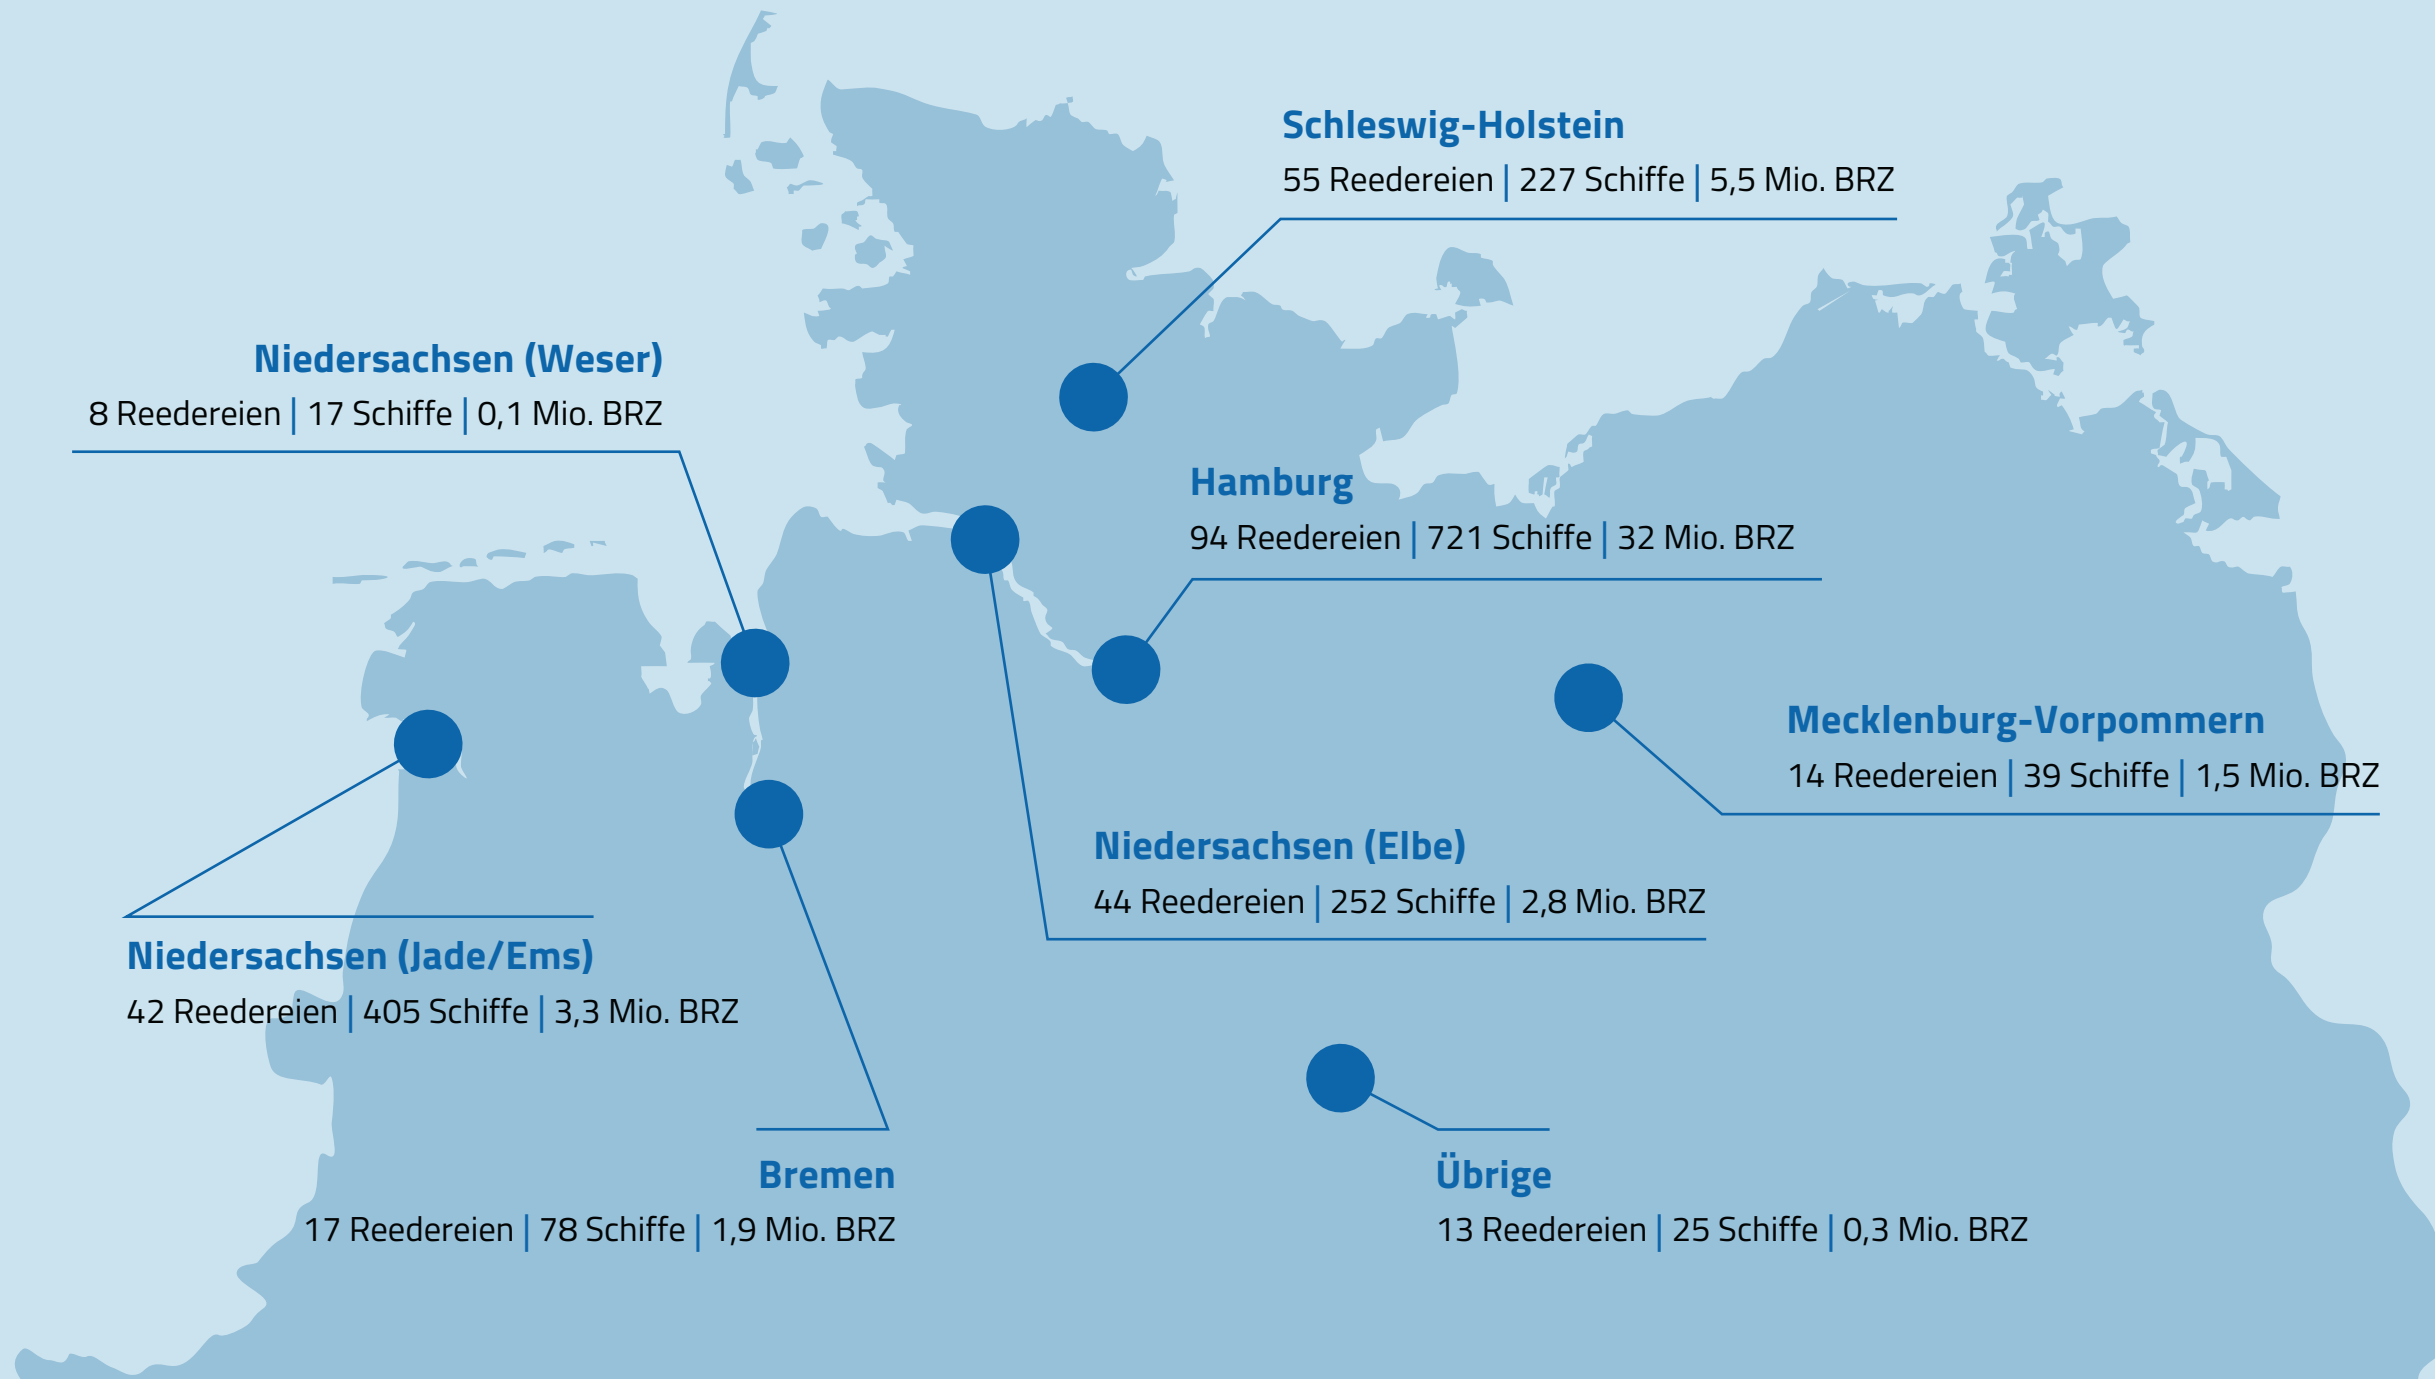 Schleswig-Holstein
55 Reedereien | 227 Schiffe | 5,5 Mio. BRZ
Niedersachsen (Weser)
8 Reedereien | 17 Schiffe | 0,1 Mio. BRZ
Hamburg
94 Reedereien | 721 Schiffe | 32 Mio. BRZ
Mecklenburg-Vorpommern
14 Reedereien | 39 Schiffe | 1,5 Mio. BRZ
Niedersachsen (Elbe)
44 Reedereien | 252 Schiffe | 2,8 Mio. BRZ
Niedersachsen (Jade/Ems)
42 Reedereien | 405 Schiffe | 3,3 Mio. BRZ
Bremen
17 Reedereien | 78 Schiffe | 1,9 Mio. BRZ
Übrige
13 Reedereien | 25 Schiffe | 0,3 Mio. BRZ